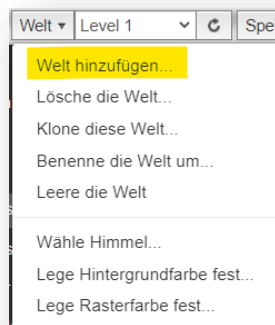 Welt Level 1 Spe
Welt hinzufügen...
Lösche die Welt...
Klone diese Welt...
Benenne die Welt um...
Leere die Welt
Wähle Himmel...
Lege Hintergrundfarbe fest...
Lege Rasterfarbe fest...